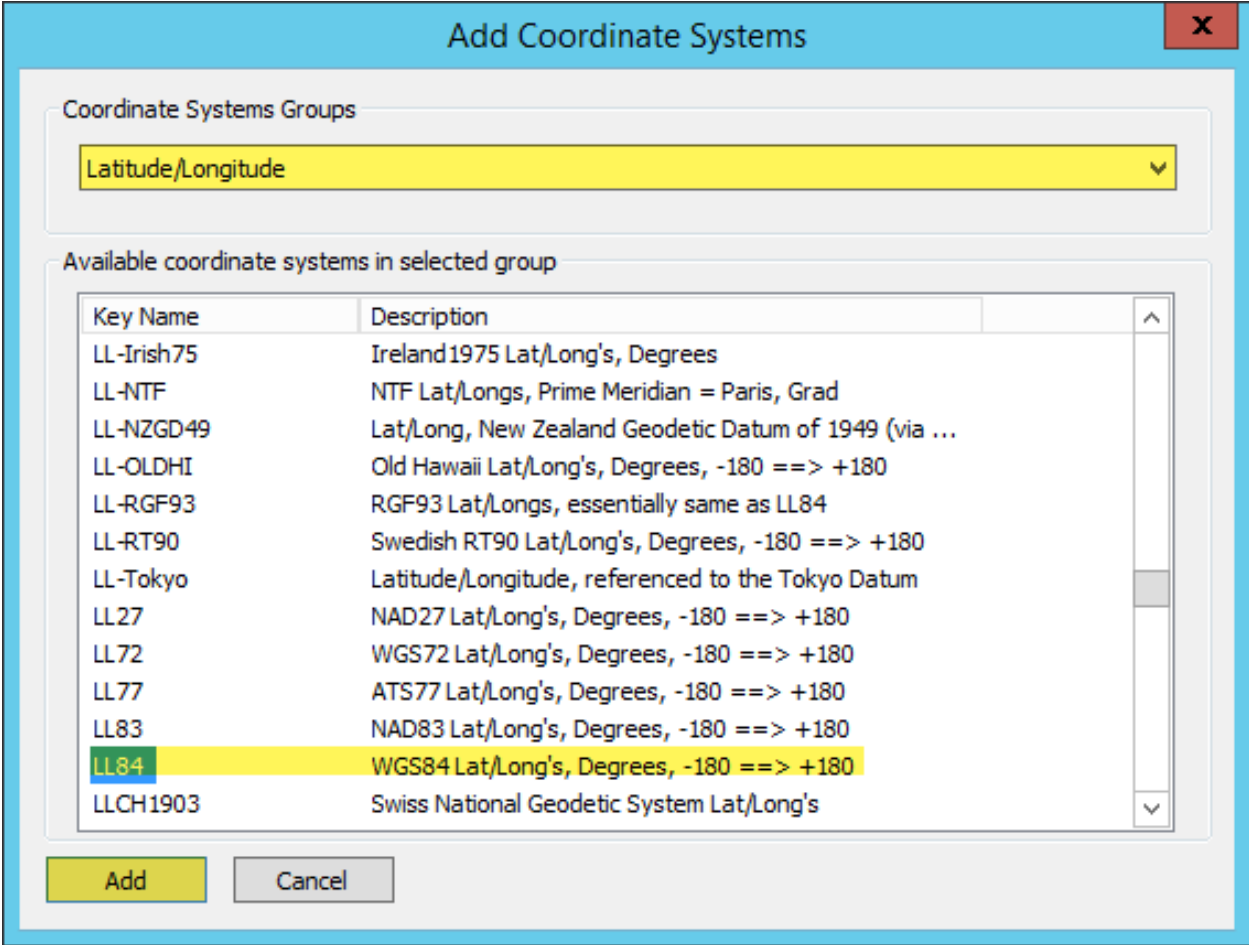 Add Coordinate Systems
x
Coordinate Systems Groups
Latitude/Longitude
Available coordinate systems in selected group
Key Name Description
LL-Irish75 Ireland1975 Lat/Long's, Degrees
LL-NTF NTF Lat/Longs, Prime Meridian = Paris, Grad
LL-NZGD49 Lat/Long, New Zealand Geodetic Datum of 1949 (via ...
LL-OLDHI Old Hawaii Lat/Long's, Degrees, -180 ==> +180
LL-RGF93 RGF93 Lat/Longs, essentially same as LL84
LL-RT90 Swedish RT90 Lat/Long's, Degrees, -180 ==> +180
LL-Tokyo Latitude/Longitude, referenced to the Tokyo Datum
LL27 NAD27 Lat/Long's, Degrees, -180 ==> +180
LL72 WGS72 Lat/Long's, Degrees, -180 ==> +180
LL77 ATS77 Lat/Long's, Degrees, -180 ==> +180
LL83 NAD83 Lat/Long's, Degrees, -180 ==> +180
LL84 WGS84 Lat/Long's, Degrees, -180 ==> +180
LLCH1903 Swiss National Geodetic System Lat/Long's
Add Cancel